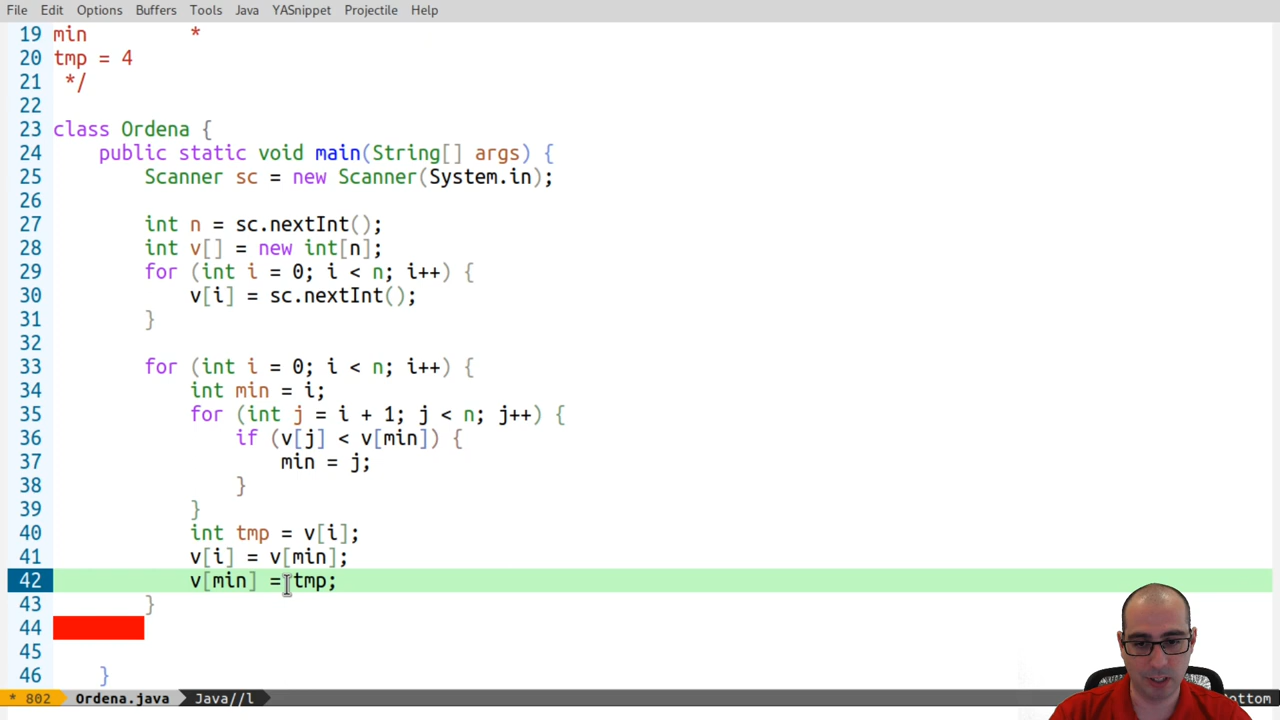 File Edit Options Buffers Tools Java YASnippet Projectile Help
19 min *
20 tmp = 4
21 */
22
23 class Ordena {
24 public static void main(String[] args) {
25 Scanner sc = new Scanner(System.in);
26
27 int n = sc.nextInt();
28 int v[] = new int[n];
29 for (int i = 0; i < n; i++) {
30 v[i] = sc.nextInt();
31 }
32
33 for (int i = 0; i < n; i++) {
34 int min = i;
35 for (int j = i + 1; j < n; j++) {
36 if (v[j] < v[min]) {
37 min = j;
38 }
39 }
40 int tmp = v[i];
41 v[i] = v[min];
42 v[min] = tmp;
43 }
44
45
46 }
* 802 Ordena.java Java//l ottom